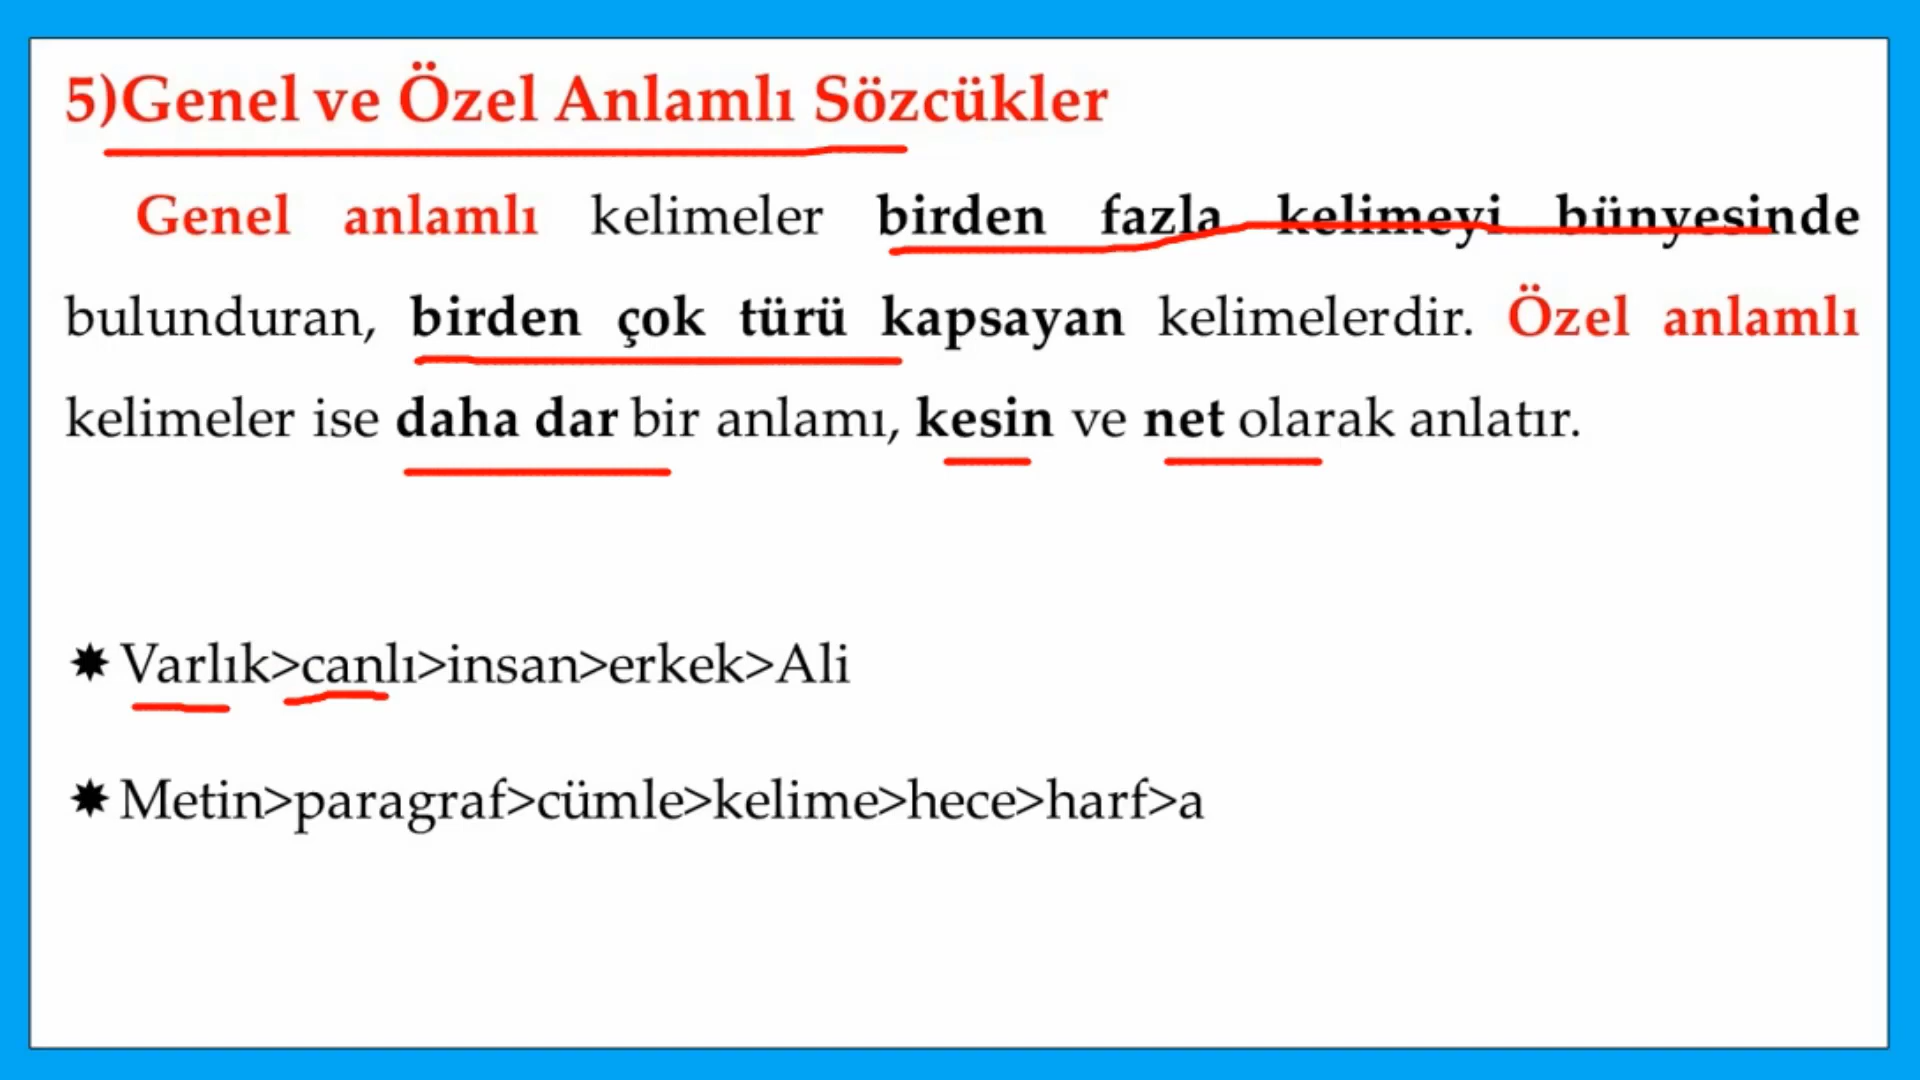 5)Genel ve Özel Anlamlı Sözcükler
Genel anlamlı kelimeler birden fazla kelimeyi bünyesinde
bulunduran, birden çok türü kapsayan kelimelerdir. Özel anlamlı
kelimeler ise daha dar bir anlamı, kesin ve net olarak anlatır.
✸ Varlık>canlı>insan>erkek>Ali
✸ Metin>paragraf>cümle>kelime>hece>harf>a